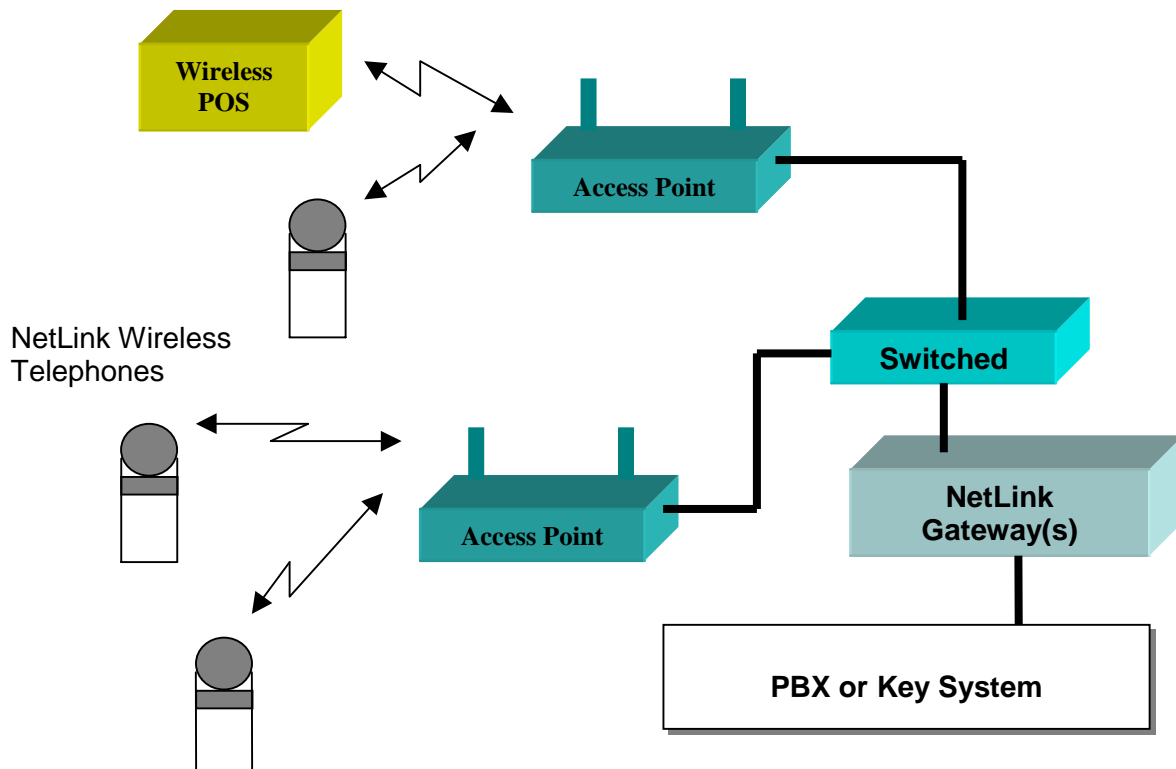 Wireless
POS
Access Point
NetLink Wireless
Telephones
Switched
Access Point
NetLink
Gateway(s)
PBX or Key System